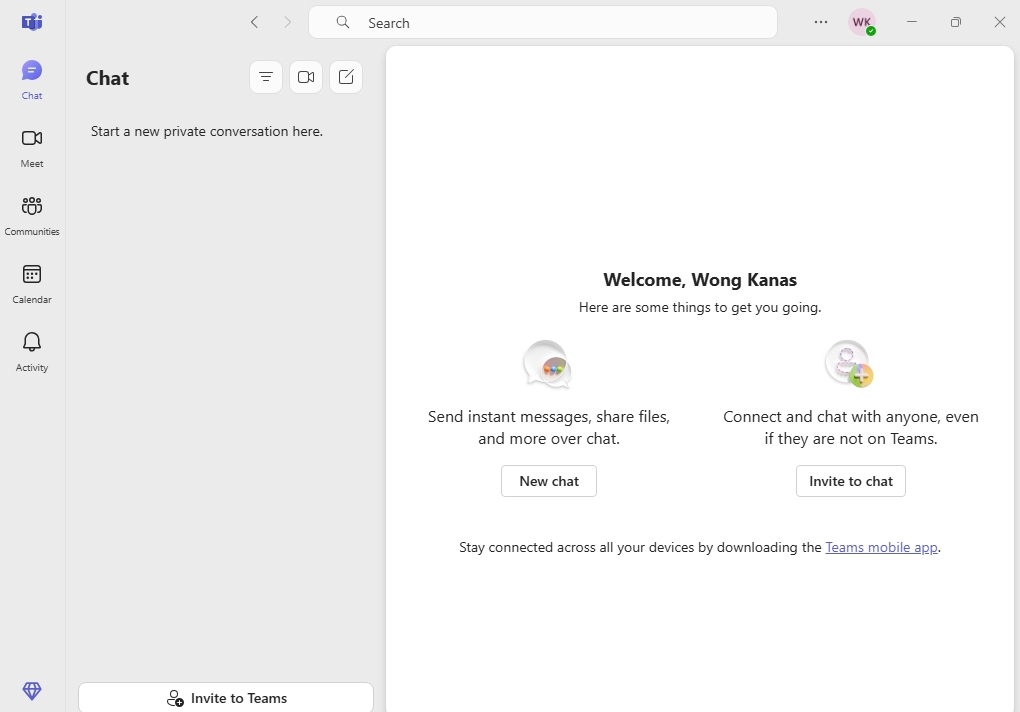 Search
WK
Chat
Chat
Meet
Communities
Calendar
Activity
Start a new private conversation here.
Welcome, Wong Kanas
Here are some things to get you going.
Send instant messages, share files,
and more over chat.
New chat
Connect and chat with anyone, even
if they are not on Teams.
Invite to chat
Stay connected across all your devices by downloading the Teams mobile app.
Invite to Teams